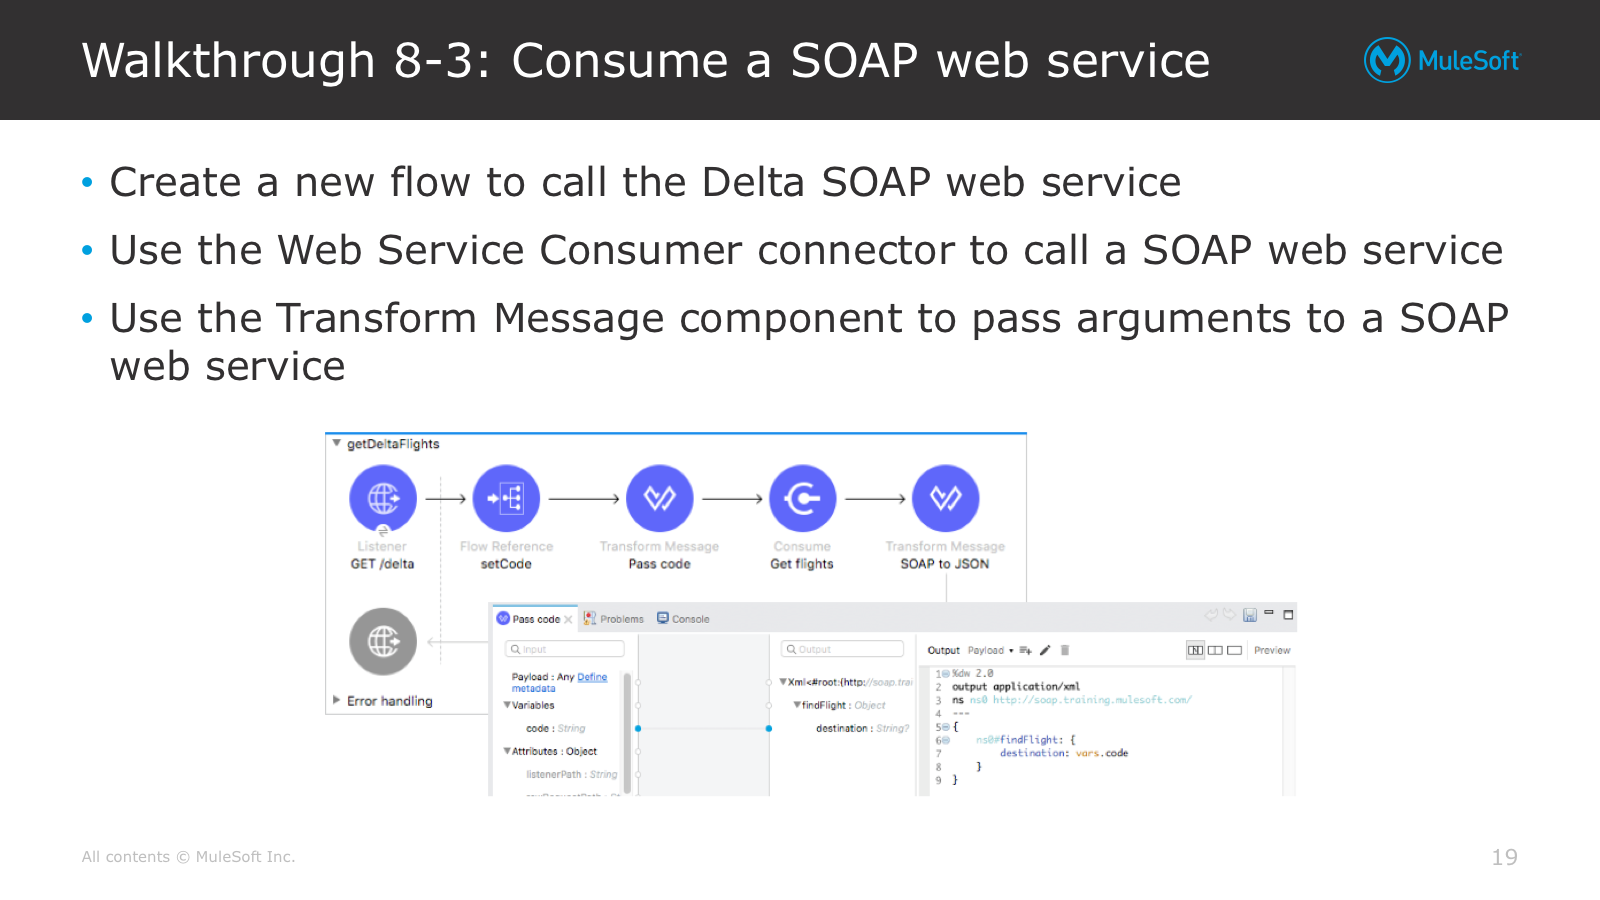 Walkthrough 8-3: Consume a SOAP web service
MuleSoft
• Create a new flow to call the Delta SOAP web service
• Use the Web Service Consumer connector to call a SOAP web service
• Use the Transform Message component to pass arguments to a SOAP
web service
getDeltaFlights
Listener
GET /delta
Flow Reference
setCode
Transform Message
Pass code
Consume
Get flights
Transform Message
SOAP to JSON
Error handling
Pass code
Problems
Console
Input
Payload : Any Define
metadata
Variables
code : String
Attributes : Object
listenerPath : String
Output
Xml<#root:{http://soap.trai
findFlight : Object
destination : String?
Output Payload Preview
1 %dw 2.0
2 output application/xml
3 ns ns0 http://soap.training.mulesoft.com/
4 ---
5 {
6 ns0#findFlight: {
7 destination: vars.code
8 }
9 }
All contents © MuleSoft Inc.
19